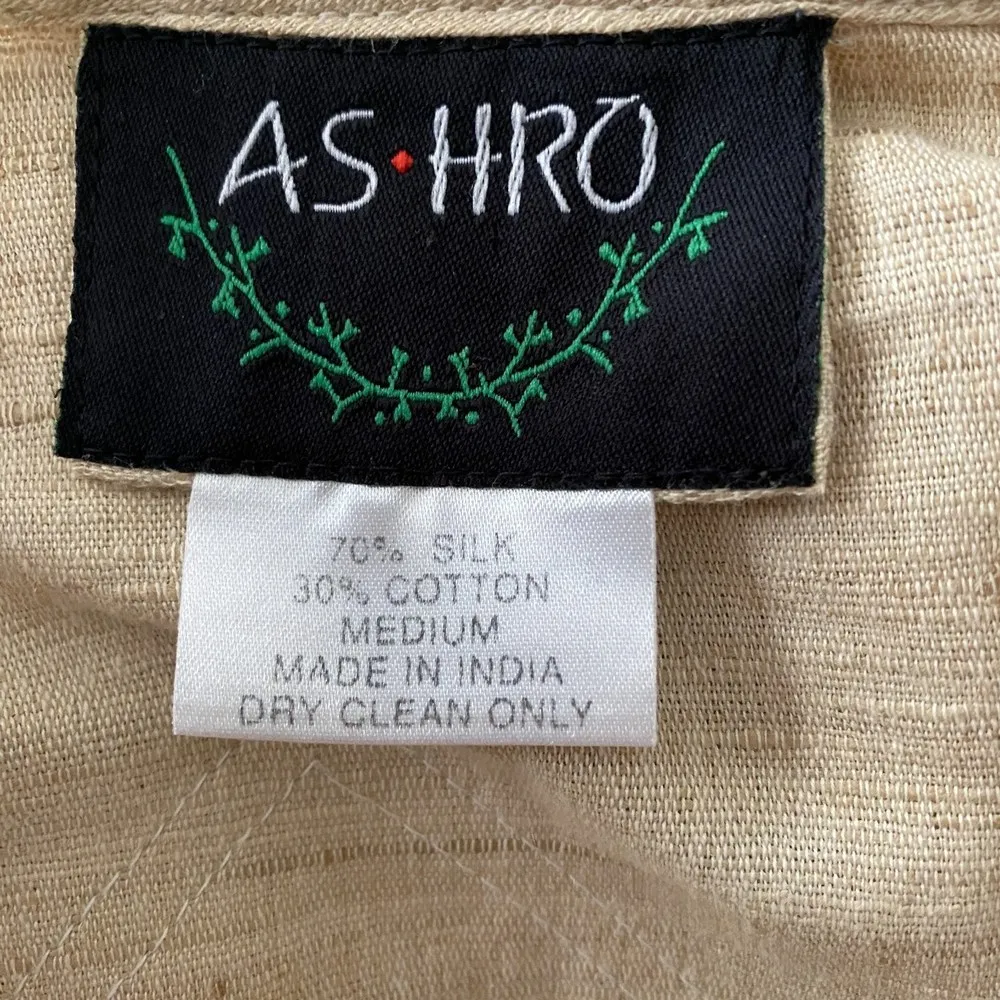 AS·HRO
70% SILK
30% COTTON
MEDIUM
MADE IN INDIA
DRY CLEAN ONLY